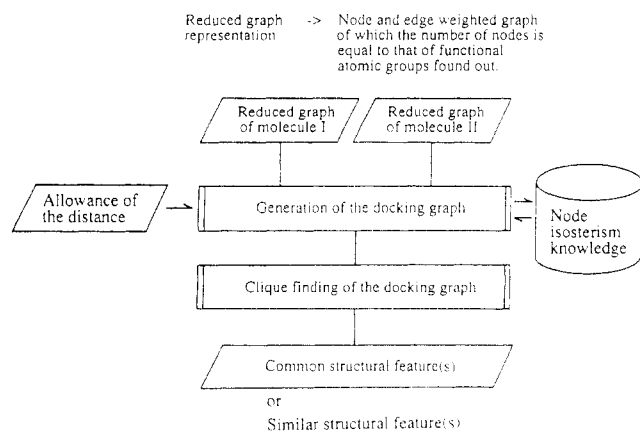 Reduced graph -> Node and edge weighted graph
representation of which the number of nodes is
equal to that of functional
atomic groups found out.
Reduced graph
of molecule I
Reduced graph
of molecule II
Allowance of
the distance
Generation of the docking graph
Node
isosterism
knowledge
Clique finding of the docking graph
Common structural feature(s)
or
Similar structural feature(s)